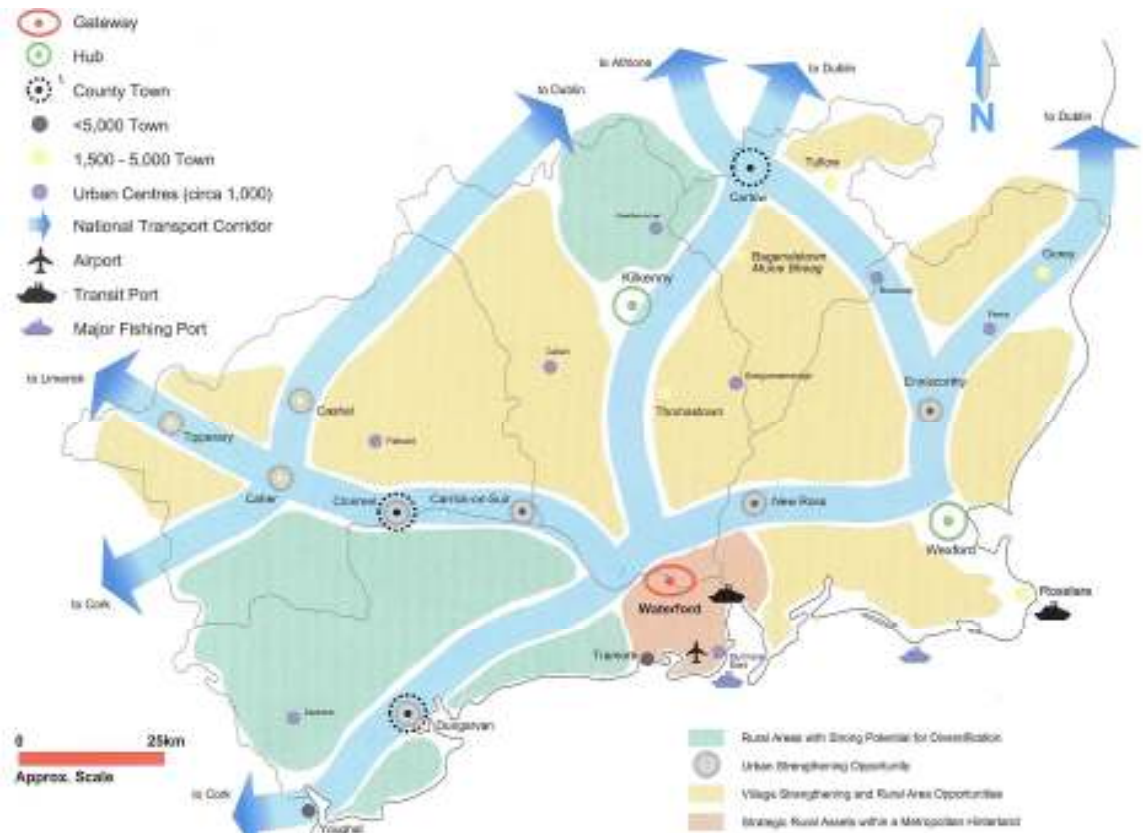 Gateway
Hub
County Town
<5,000 Town
1,500 - 5,000 Town
Urban Centres (circa 1,000)
National Transport Corridor
Airport
Transit Port
Major Fishing Port
to Athlone
to Dublin
to Dublin
to Dublin
N
Tullow
Carlow
Bagenalstown
Muine Bheag
Kilkenny
Gorey
Ferns
Callan
Enniscorthy
Thomastown
to Limerick
Tipperary
Cashel
Fethard
Caher
Clonmel
Carrick-on-Suir
New Ross
Wexford
to Cork
Waterford
Rosslare
Tramore
Dungarvan
0 25km
Approx. Scale
to Cork
Youghal
Rural Areas with Strong Potential for Diversification
Urban Strengthening Opportunity
Village Strengthening and Rural Area Opportunities
Strategic Rural Assets within a Metropolitan Hinterland